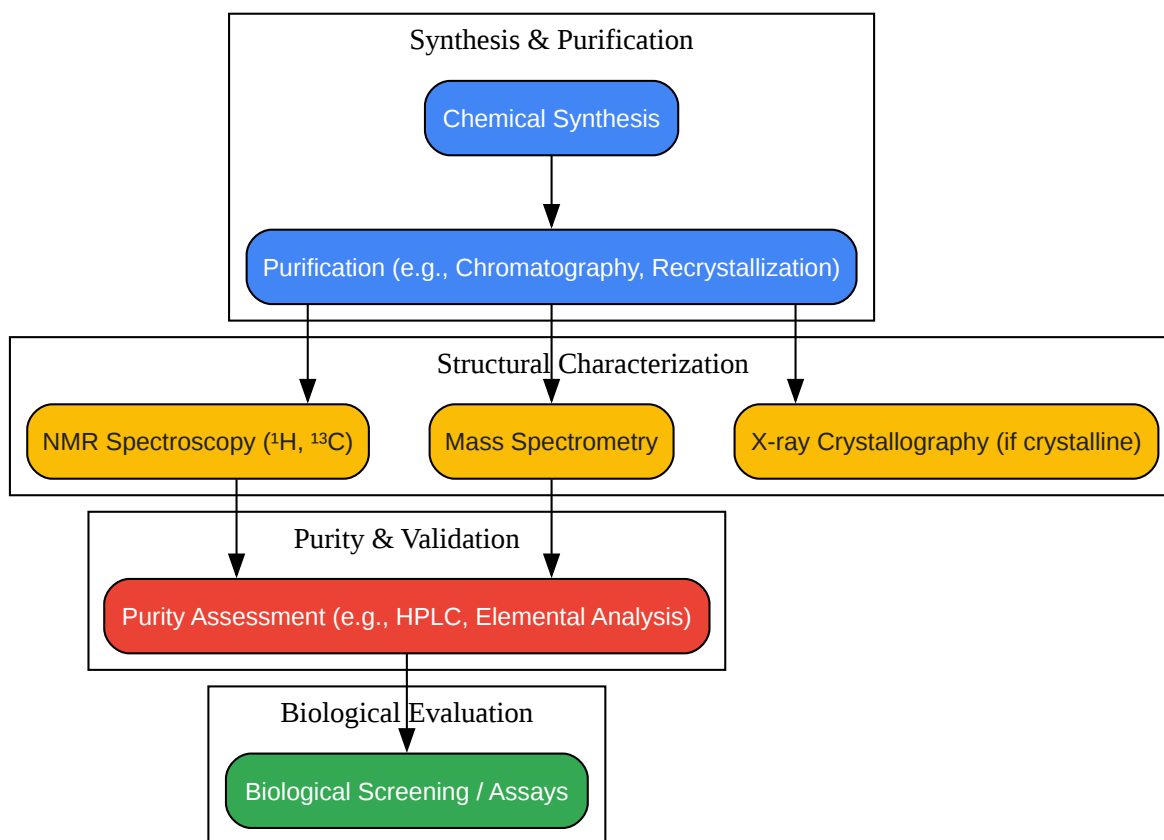 Synthesis & Purification
Chemical Synthesis
Purification (e.g., Chromatography, Recrystallization)
Structural Characterization
NMR Spectroscopy (¹H, ¹³C)
Mass Spectrometry
X-ray Crystallography (if crystalline)
Purity & Validation
Purity Assessment (e.g., HPLC, Elemental Analysis)
Biological Evaluation
Biological Screening / Assays